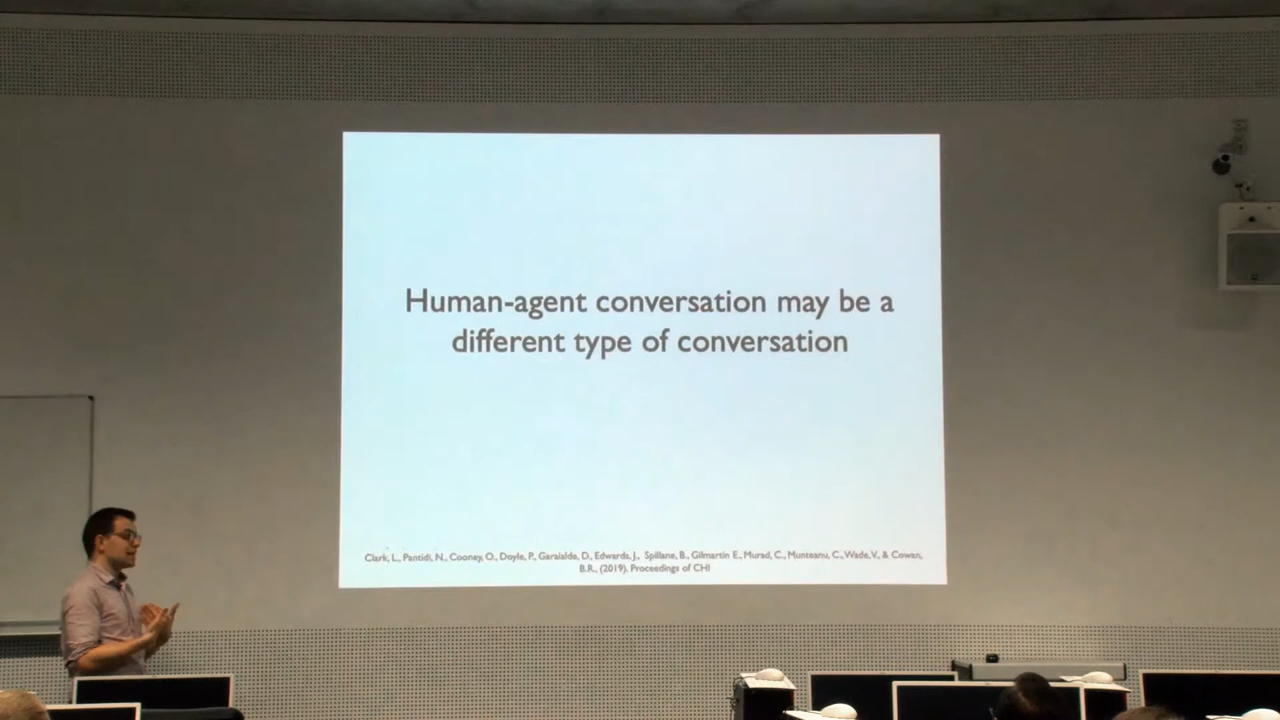 Human-agent conversation may be a
different type of conversation
Clark, L., Pantidi, N., Cooney, O., Doyle, P., Garaialde, D., Edwards, J., Spillane, B., Gilmartin E., Murad, C., Munteanu, C., Wade, V., & Cowan,
B.R., (2019). Proceedings of CHI